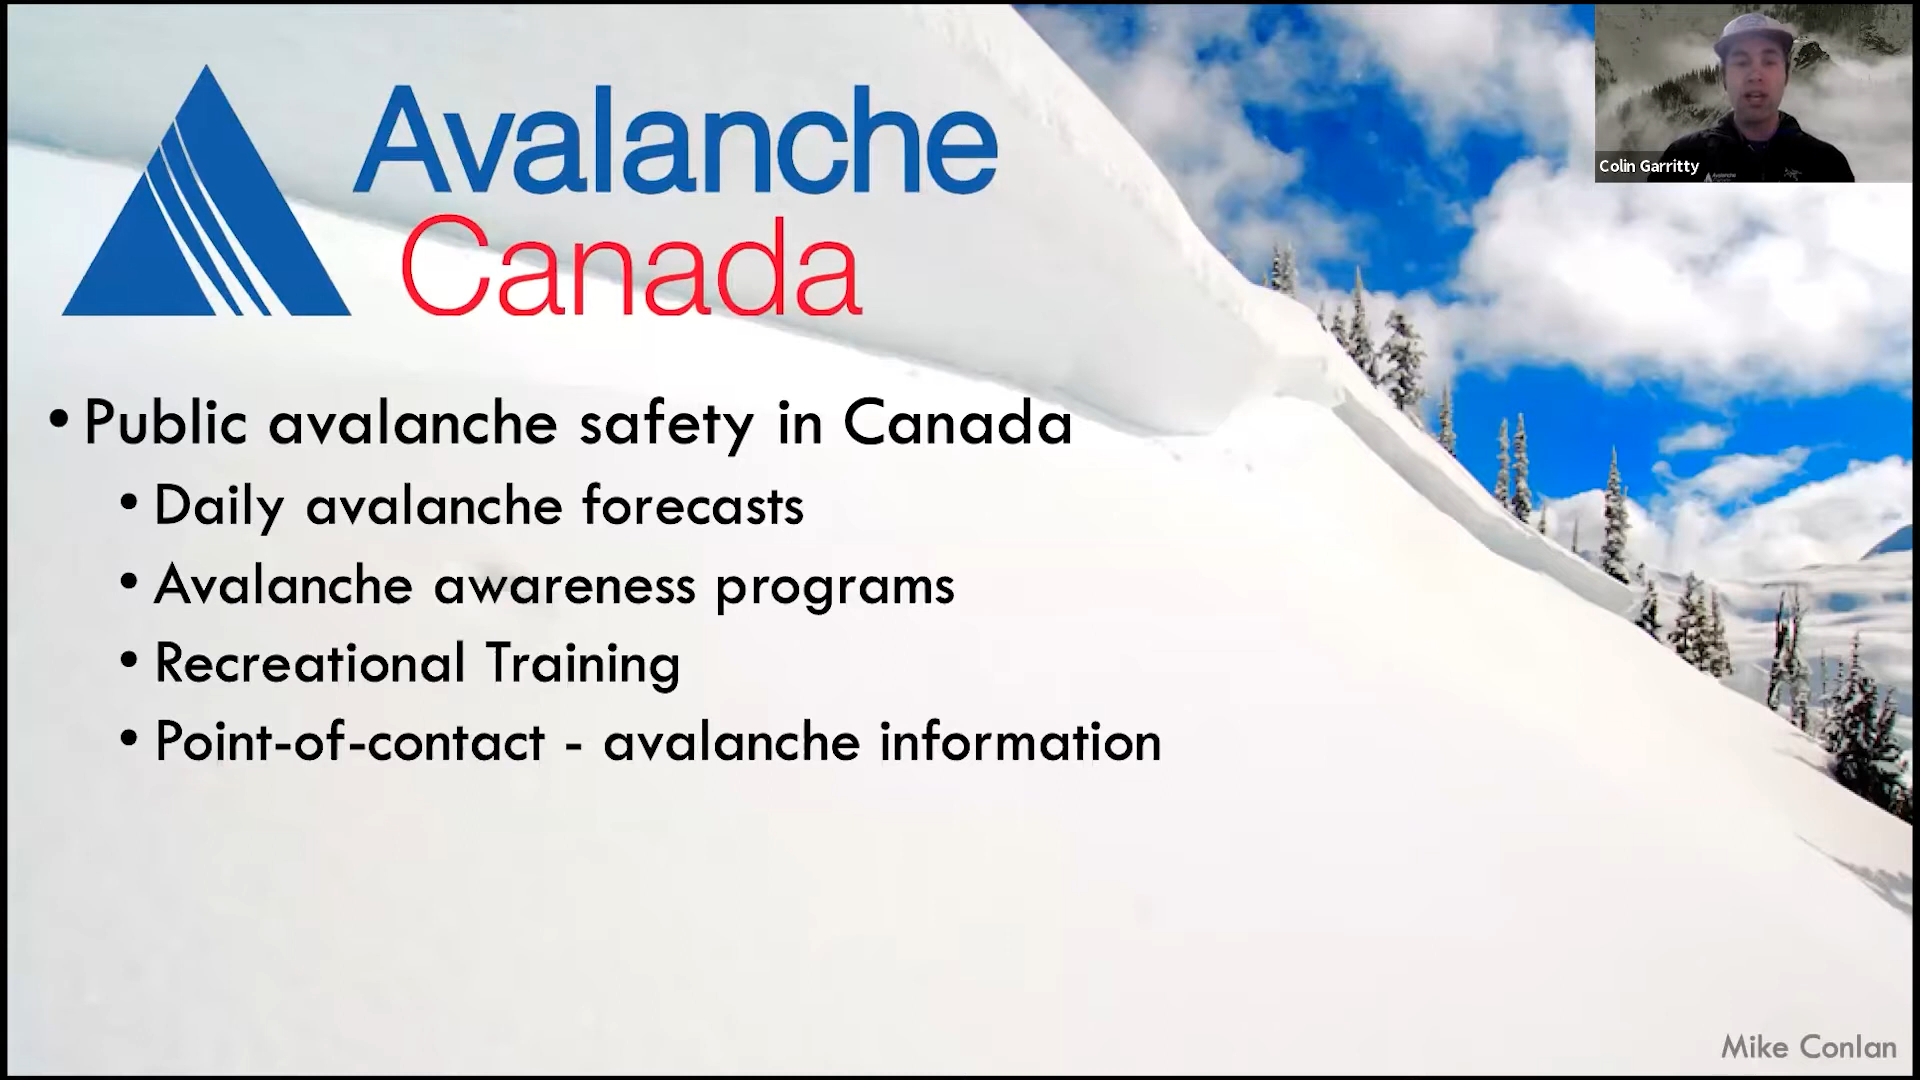 Avalanche
Canada
Colin Garritty
• Public avalanche safety in Canada
• Daily avalanche forecasts
• Avalanche awareness programs
• Recreational Training
• Point-of-contact - avalanche information
Mike Conlan